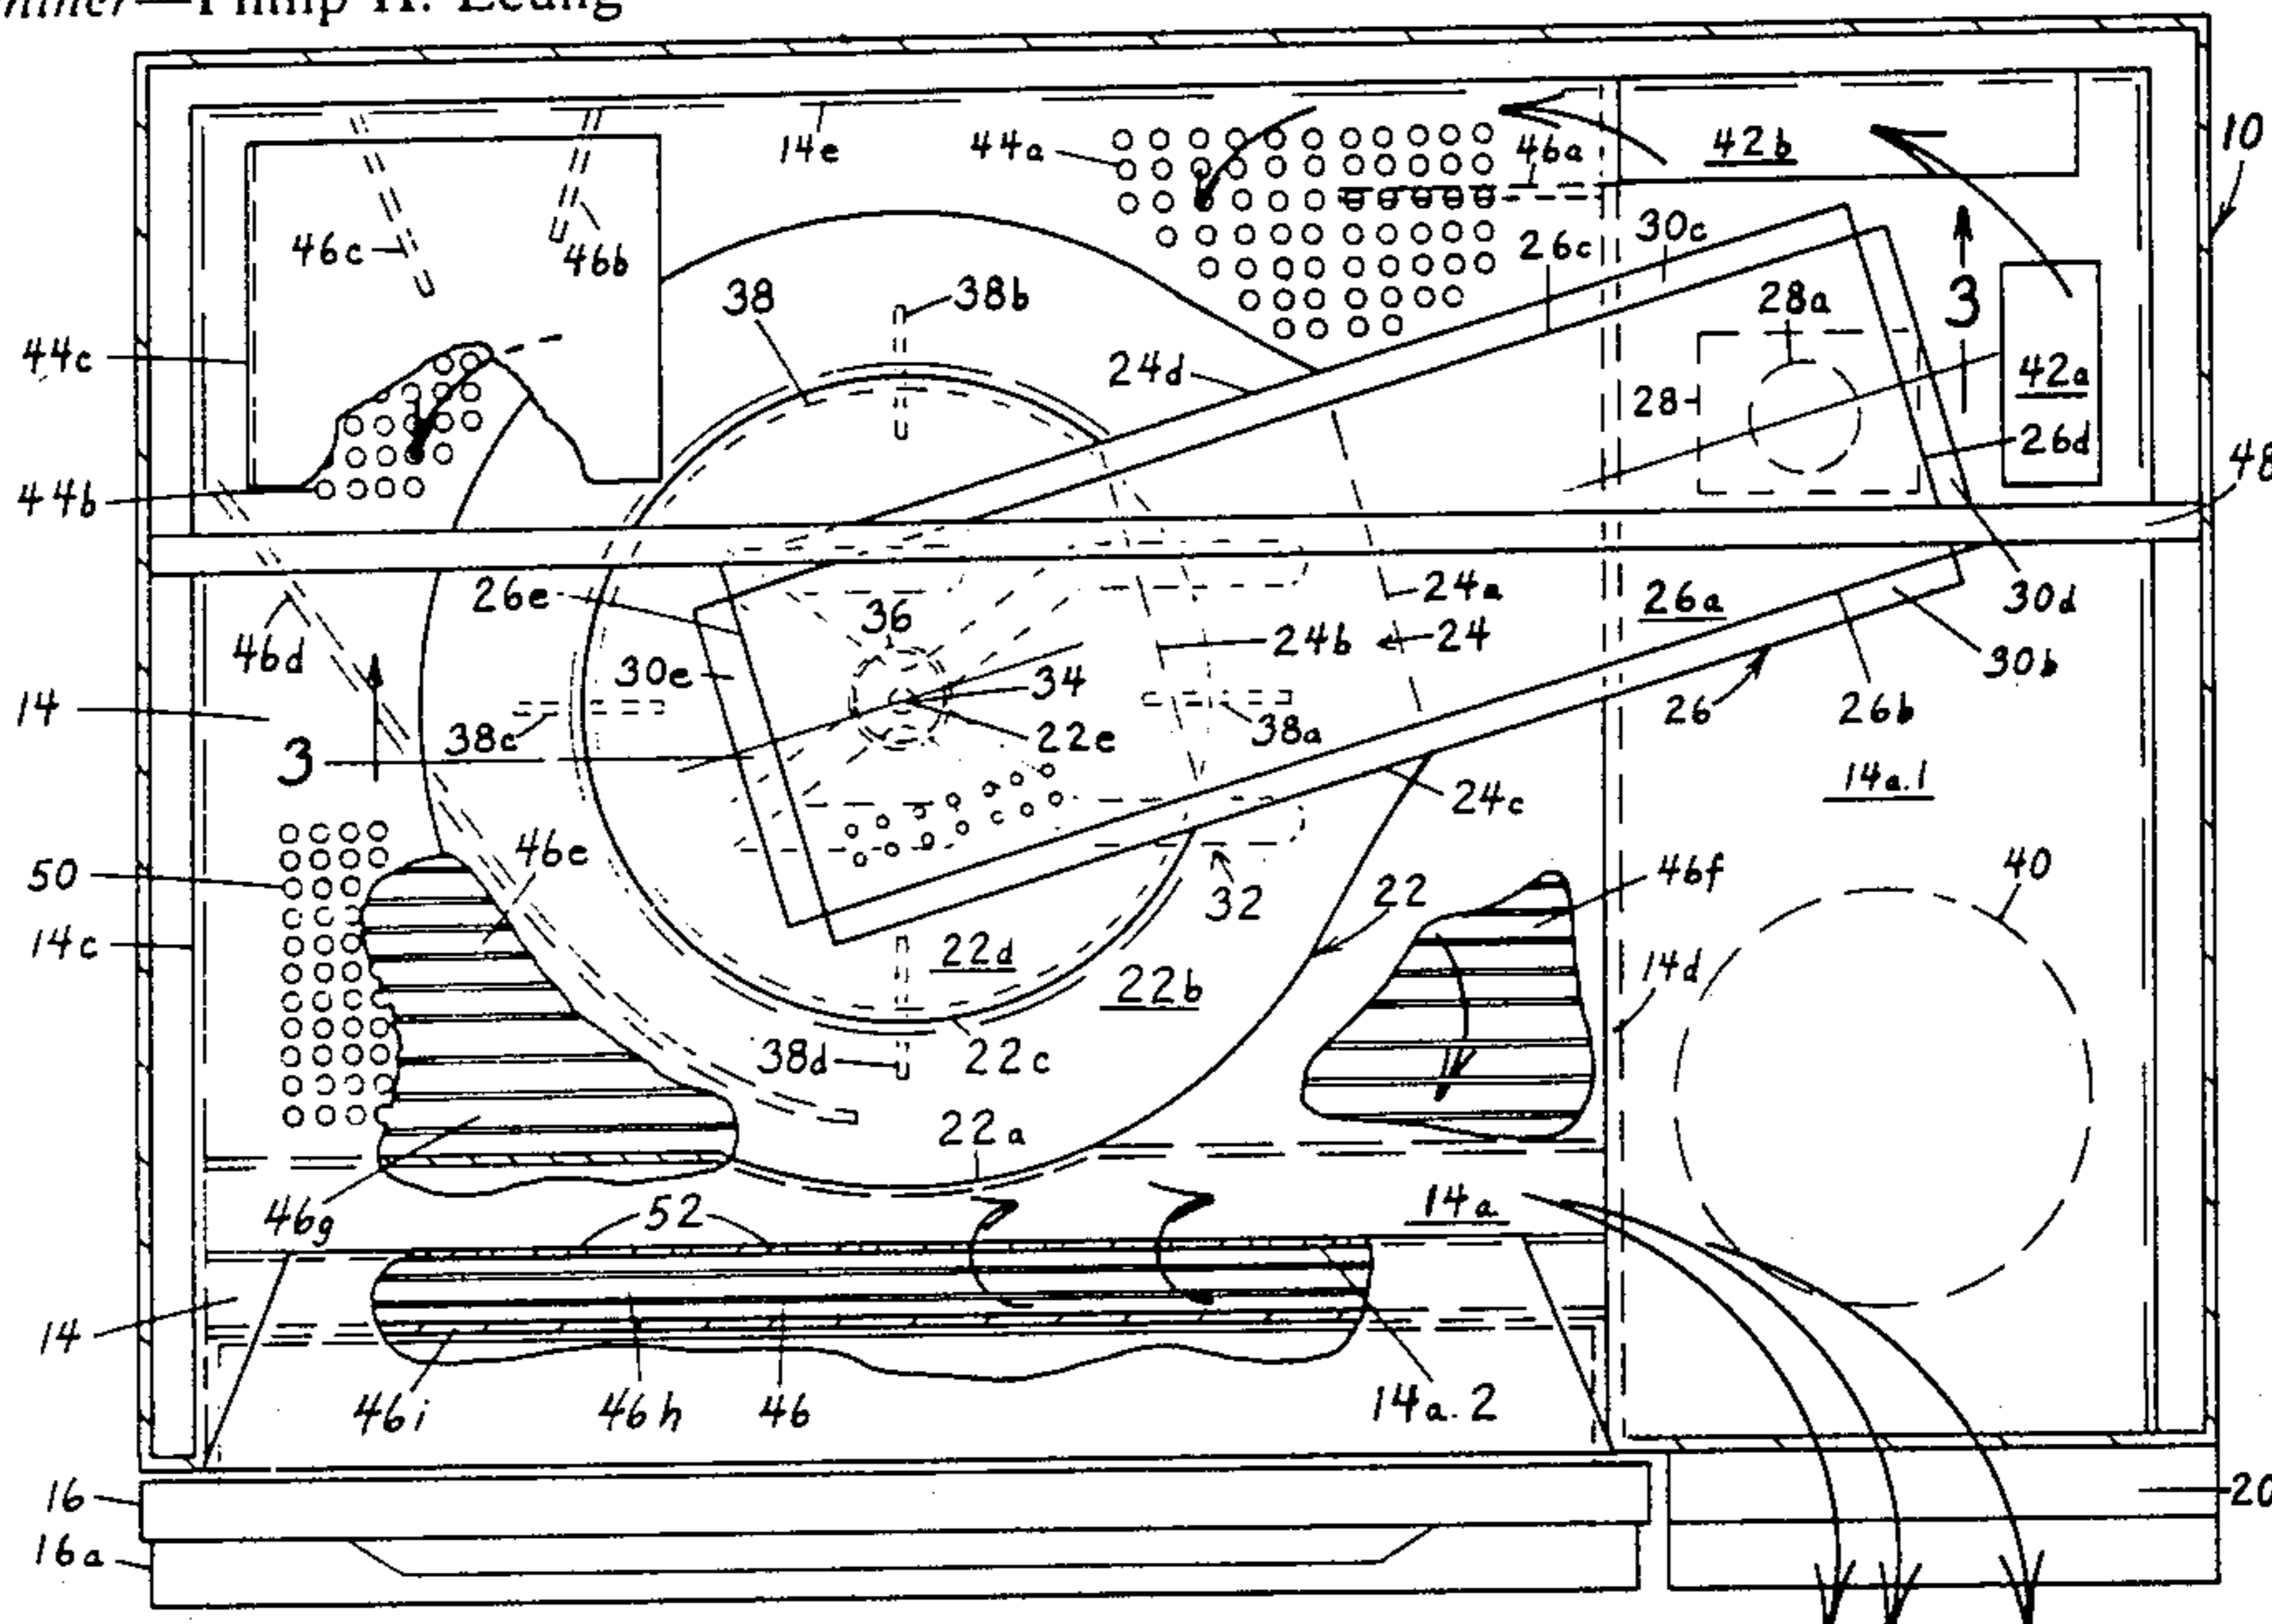 miner—Philip H. Leung
10
14e
44a
46a
42b
46c
46b
30c
26c
38
38b
28a
3
44c
24d
28
42a
26d
48
44b
26e
36
24a
26a
30d
46d
24b
24
30e
34
30b
14
38c
22e
38a
26
26b
3
24c
14a.1
50
46e
46f
40
32
22
14c
22d
22b
14d
38d
22c
22a
46g
52
14a
14
46i
46h
46
14a.2
16
20
16a